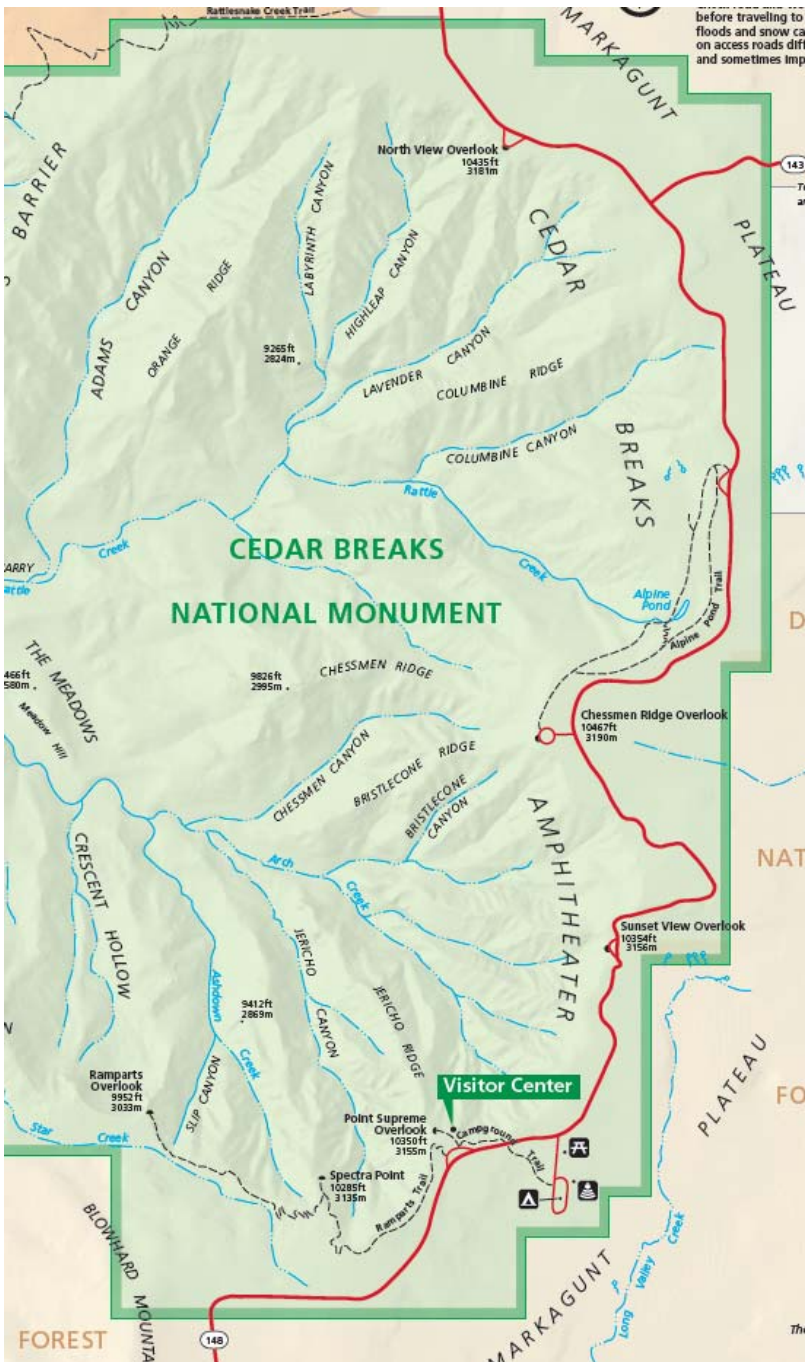 Rattlesnake Creek Trail
MARKAGUNT
before traveling to
floods and snow ca
on access roads diff
and sometimes imp
BARRIER
North View Overlook
10435ft
3181m
143
CEDAR
PLATEAU
ADAMS CANYON
ORANGE RIDGE
LABYRINTH CANYON
HIGHLEAP CANYON
9265ft
2824m
LAVENDER CANYON
COLUMBINE RIDGE
COLUMBINE CANYON
BREAKS
Rattle
Creek
Creek
CEDAR BREAKS
NATIONAL MONUMENT
ARRY
attle
Alpine
Pond
Alpine Pond Trail
D
THE MEADOWS
Meadow Hill
466ft
580m
9826ft
2995m
CHESSMEN RIDGE
Chessmen Ridge Overlook
10467ft
3190m
CHESSMEN CANYON
BRISTLECONE RIDGE
BRISTLECONE
CANYON
AMPHITHEATER
NAT
CRESCENT HOLLOW
Arch
Creek
Sunset View Overlook
10354ft
3156m
JERICHO
CANYON
JERICHO RIDGE
Ashdown
Creek
9412ft
2869m
N
Ramparts
Overlook
9952ft
3033m
SLIP CANYON
Visitor Center
PLATEAU
FO
Star
Creek
Point Supreme
Overlook
10350ft
3155m
Campground
Trail
Spectra Point
10285ft
3135m
Ramparts Trail
BLOWHARD MOUNTA
Long Valley Creek
MARKAGUNT
FOREST
148
The